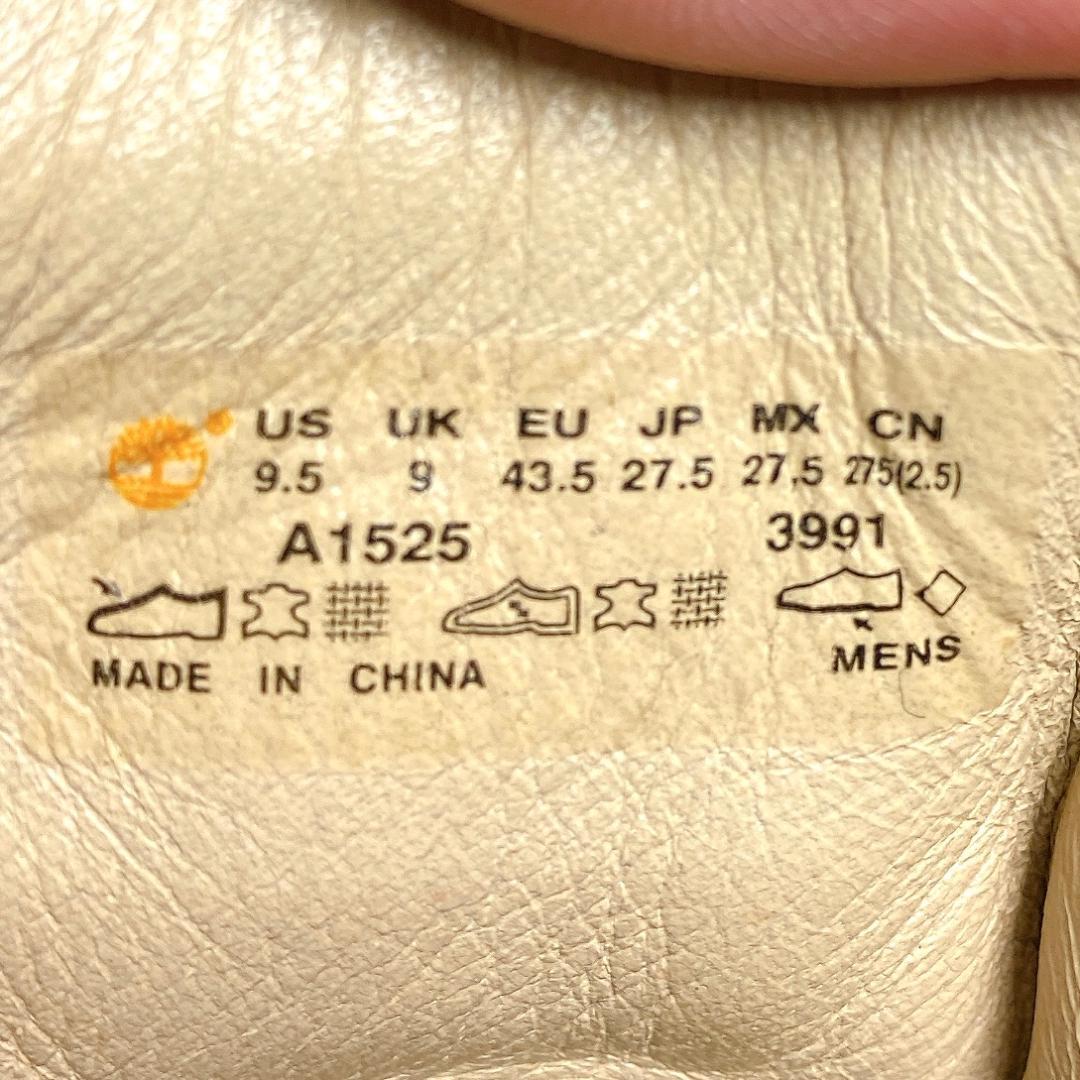 US UK EU JP MX CN
9.5 9 43.5 27.5 27.5 275(2.5)
A1525 3991
MADE IN CHINA MENS